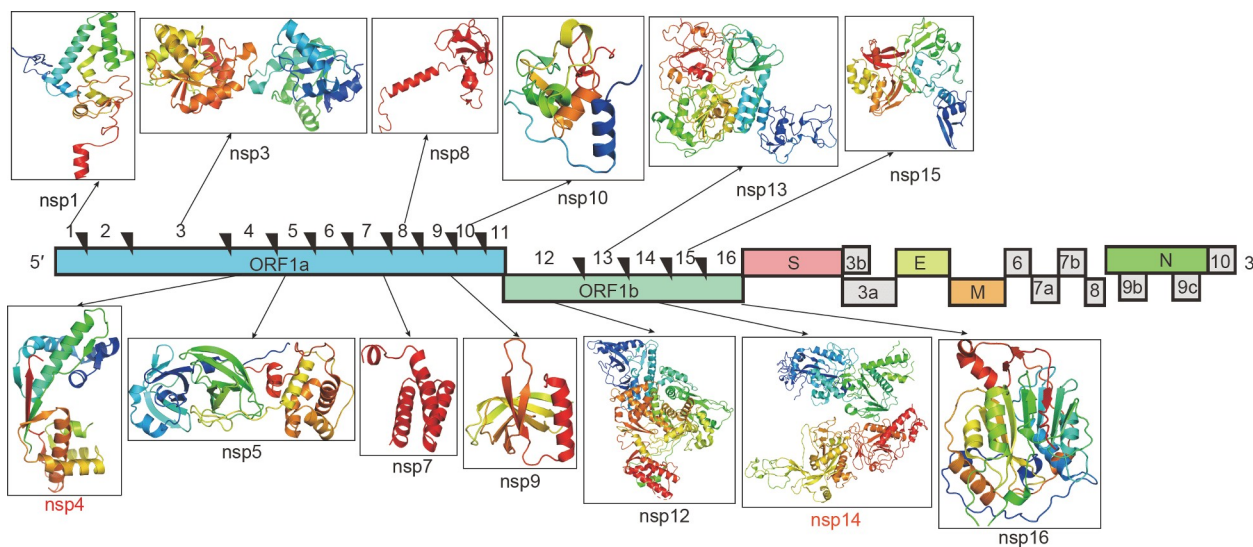 nsp1
nsp3
nsp8
nsp10
nsp13
nsp15
1 2 3 4 5 6 7 8 9 10 11
12 13 14 15 16
5′ ORF1a
ORF1b
S 3b E 6 7b N 10 3
3a M 7a 8 9b 9c
nsp4
nsp5
nsp7
nsp9
nsp12
nsp14
nsp16